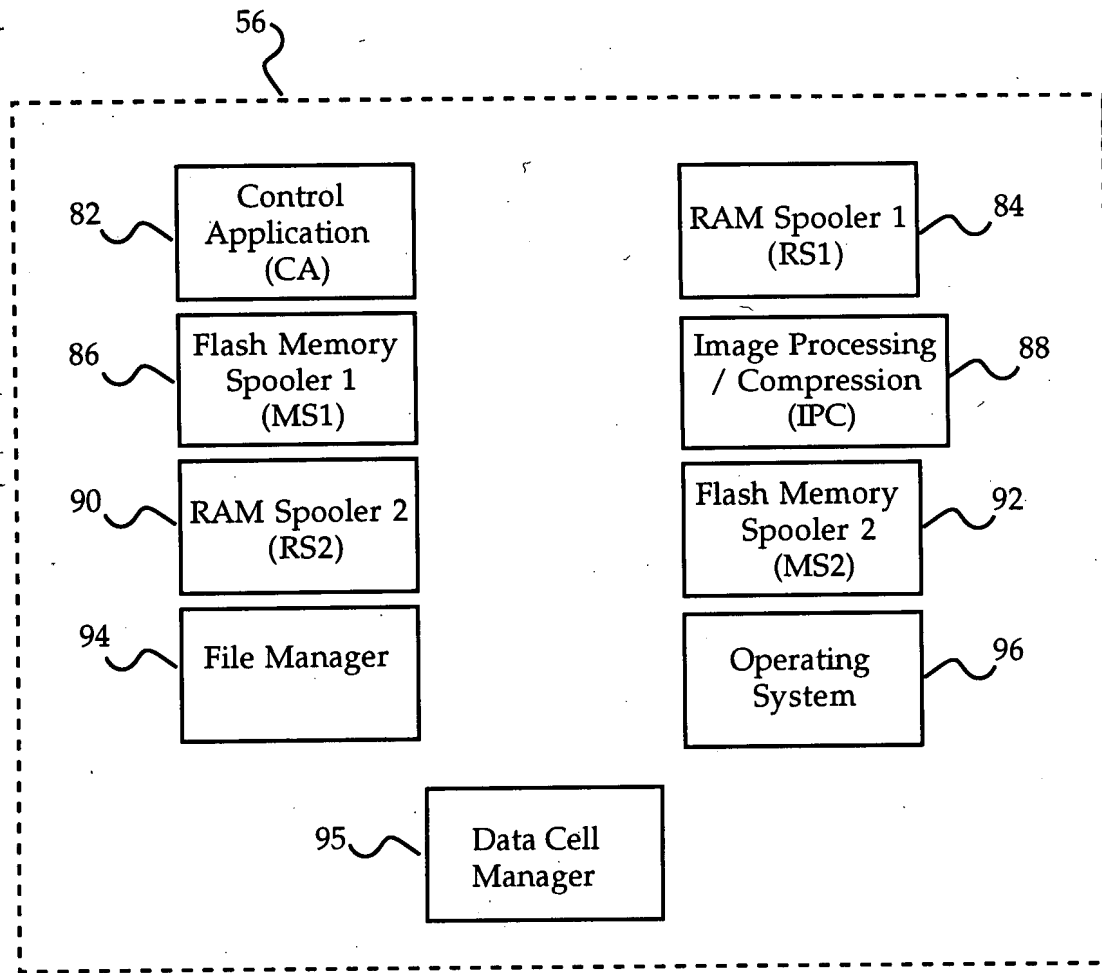 56
82
Control
Application
(CA)
RAM Spooler 1
(RS1)
84
86
Flash Memory
Spooler 1
(MS1)
Image Processing
/ Compression
(IPC)
88
90
RAM Spooler 2
(RS2)
Flash Memory
Spooler 2
(MS2)
92
94
File Manager
Operating
System
96
95
Data Cell
Manager